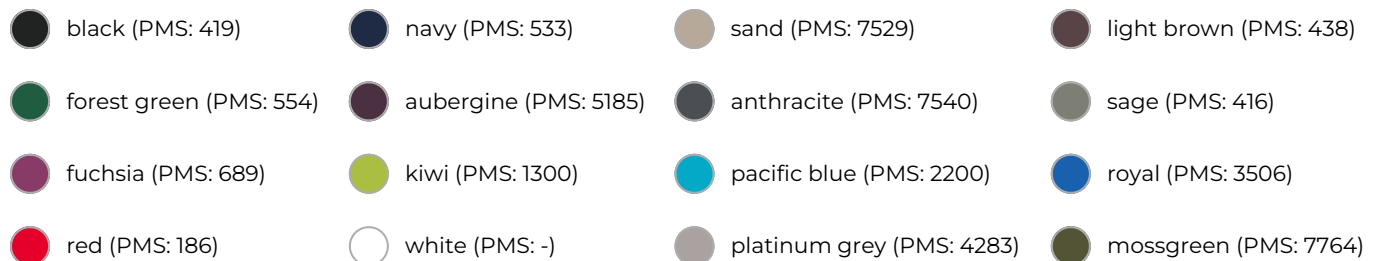 black (PMS: 419) navy (PMS: 533) sand (PMS: 7529) light brown (PMS: 438)
forest green (PMS: 554) aubergine (PMS: 5185) anthracite (PMS: 7540) sage (PMS: 416)
fuchsia (PMS: 689) kiwi (PMS: 1300) pacific blue (PMS: 2200) royal (PMS: 3506)
red (PMS: 186) white (PMS: -) platinum grey (PMS: 4283) mossgreen (PMS: 7764)